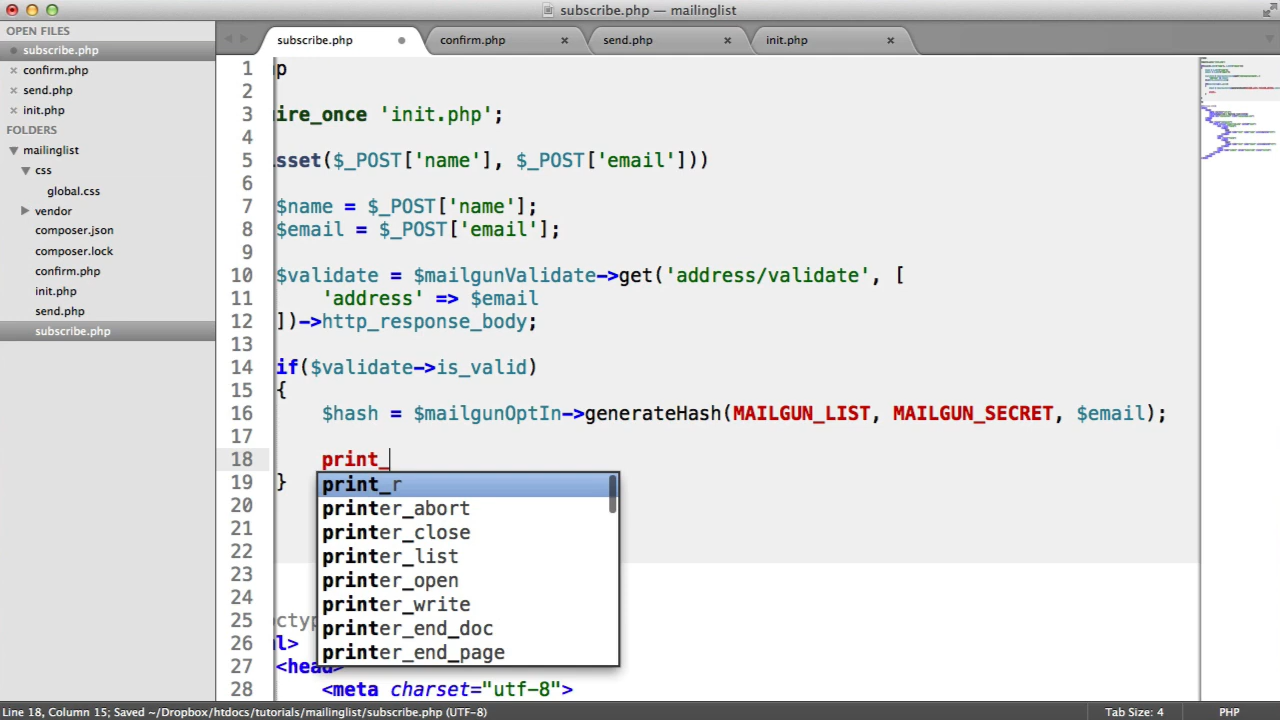 subscribe.php — mailinglist
OPEN FILES
subscribe.php
confirm.php
send.php
init.php
FOLDERS
mailinglist
css
global.css
vendor
composer.json
composer.lock
confirm.php
init.php
send.php
subscribe.php
subscribe.php confirm.php send.php init.php
1 p
2
3 ire_once 'init.php';
4
5 sset($_POST['name'], $_POST['email']))
6
7 $name = $_POST['name'];
8 $email = $_POST['email'];
9
10 $validate = $mailgunValidate->get('address/validate', [
11 'address' => $email
12 ])->http_response_body;
13
14 if($validate->is_valid)
15 {
16 $hash = $mailgunOptIn->generateHash(MAILGUN_LIST, MAILGUN_SECRET, $email);
17
18 print_
19 }
20
21
22
23
24
25 octyp
26 l>
27 <head>
28 <meta charset="utf-8">
print_r
printer_abort
printer_close
printer_list
printer_open
printer_write
printer_end_doc
printer_end_page
Line 18, Column 15; Saved ~/Dropbox/htdocs/tutorials/mailinglist/subscribe.php (UTF-8) Tab Size: 4 PHP